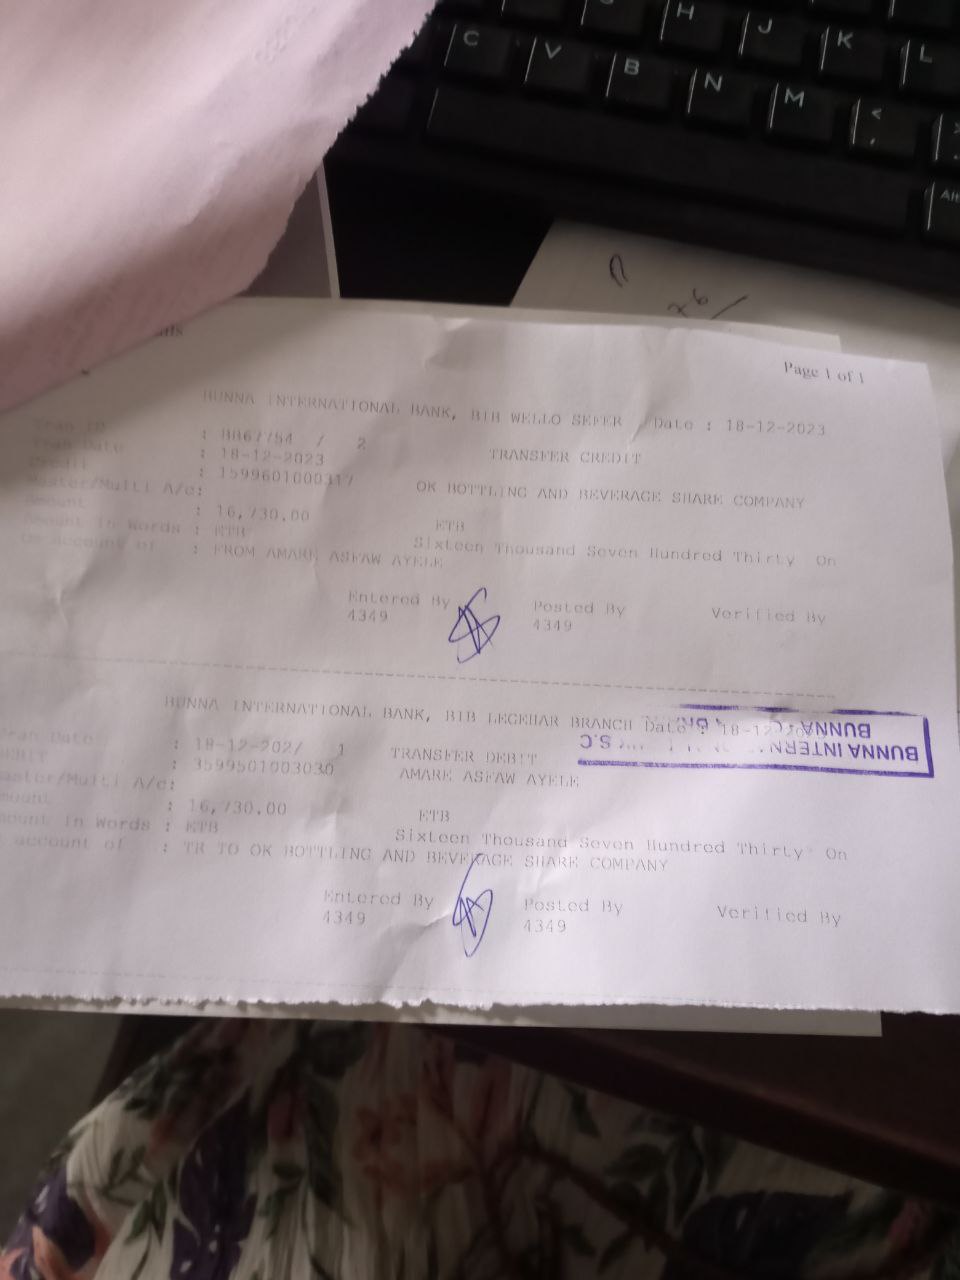 C V B N M < ,
H J K L
Alt
Page 1 of 1
BUNNA INTERNATIONAL BANK, BIB WELLO SEFER Date : 18-12-2023
Tran ID : BB67754 / 2
Tran Date : 18-12-2023 TRANSFER CREDIT
Credit : 1599601000317 OK BOTTLING AND BEVERAGE SHARE COMPANY
Master/Multi A/c:
Amount : 16,730.00 ETB
Amount in Words : ETB Sixteen Thousand Seven Hundred Thirty On
On account of : FROM AMARE ASFAW AYELE
Entered By Posted By Verified By
4349 4349
BUNNA INTERNATIONAL BANK, BIB LEGEHAR BRANCH Date : 18-12-
Tran Date : 18-12-202/ 1 TRANSFER DEBIT
DEBIT : 3599501003030 AMARE ASFAW AYELE
Master/Multi A/c:
Amount : 16,730.00 ETB
Amount in Words : ETB Sixteen Thousand Seven Hundred Thirty On
account of : TR TO OK BOTTLING AND BEVERAGE SHARE COMPANY
Entered By Posted By Verified By
4349 4349
BUNNA INTERN S.C
BUNNA